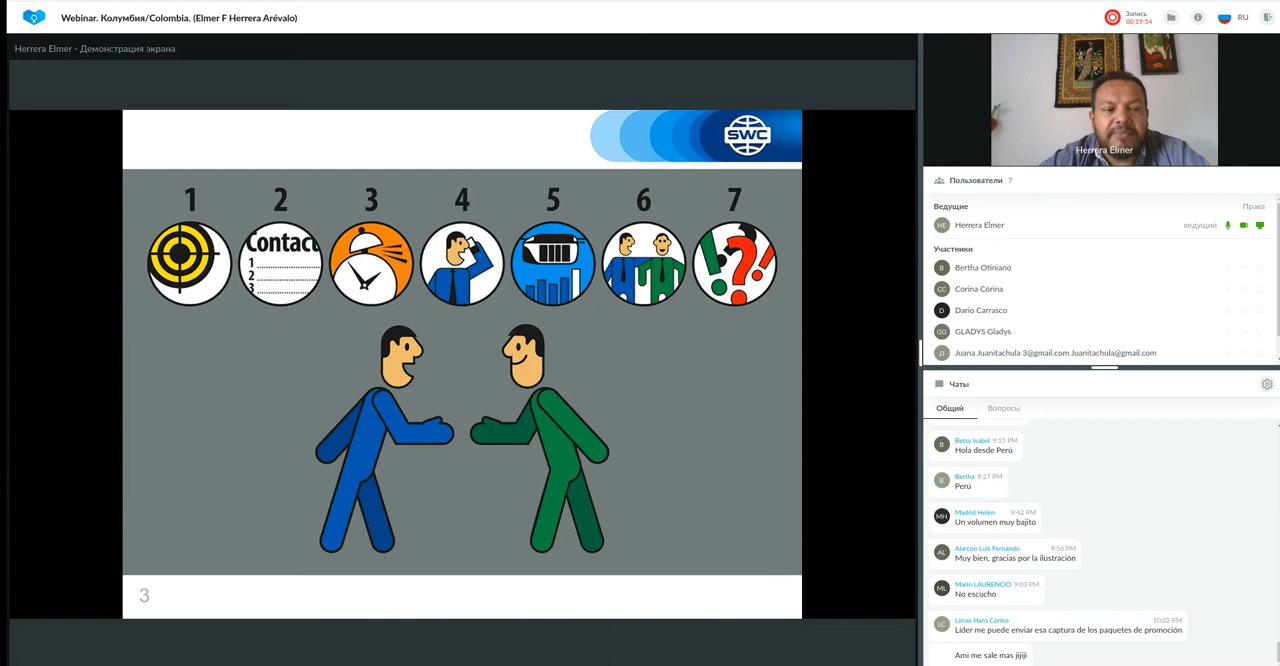 Webinar. Колумбия/Colombia. (Elmer F Herrera Arévalo)
Запись
00:19:54
RU
Herrera Elmer - Демонстрация экрана
SWC
1 2 3 4 5 6 7
Contact
1
2
3
3
Herrera Elmer
Пользователи 7
Ведущие Права
HE Herrera Elmer ведущий
Участники
B Bertha Otiniano
CC Corina Córina
D Dario Carrasco
GG GLADYS Gladys
JJ Juana Juanitachula 3@gmail.com Juanitachula@gmail.com
Чаты
Общий Вопросы
B Betsy Isabel 9:15 PM
Hola desde Perú
B Bertha 9:27 PM
Perú
MH Madrid Helen 9:42 PM
Un volumen muy bajito
AL Alarcon Luis Fernando 9:56 PM
Muy bien, gracias por la ilustración
ML Marin LAURENCIO 9:03 PM
No escucho
LC Limas Haro Corina 10:02 PM
Líder me puede enviar esa captura de los paquetes de promoción
Ami me sale mas jijiji